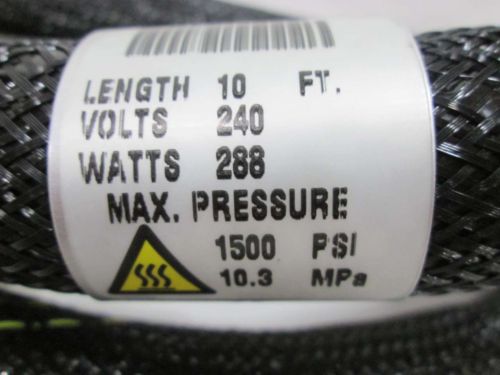 LENGTH 10 FT.
VOLTS 240
WATTS 288
MAX. PRESSURE
1500 PSI
10.3 MPa